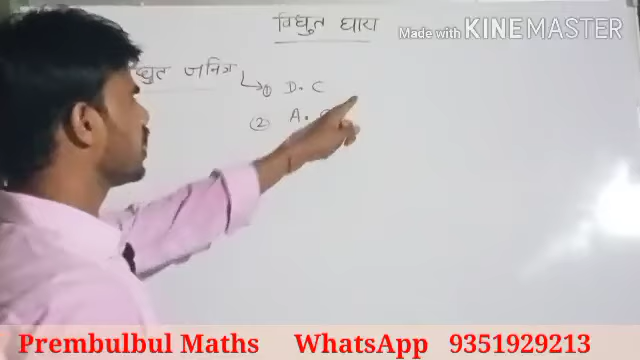 विधुत धारा
Made with KINEMASTER
धुत जनित्र
① D.C
② A.
Prembulbul Maths WhatsApp 9351929213